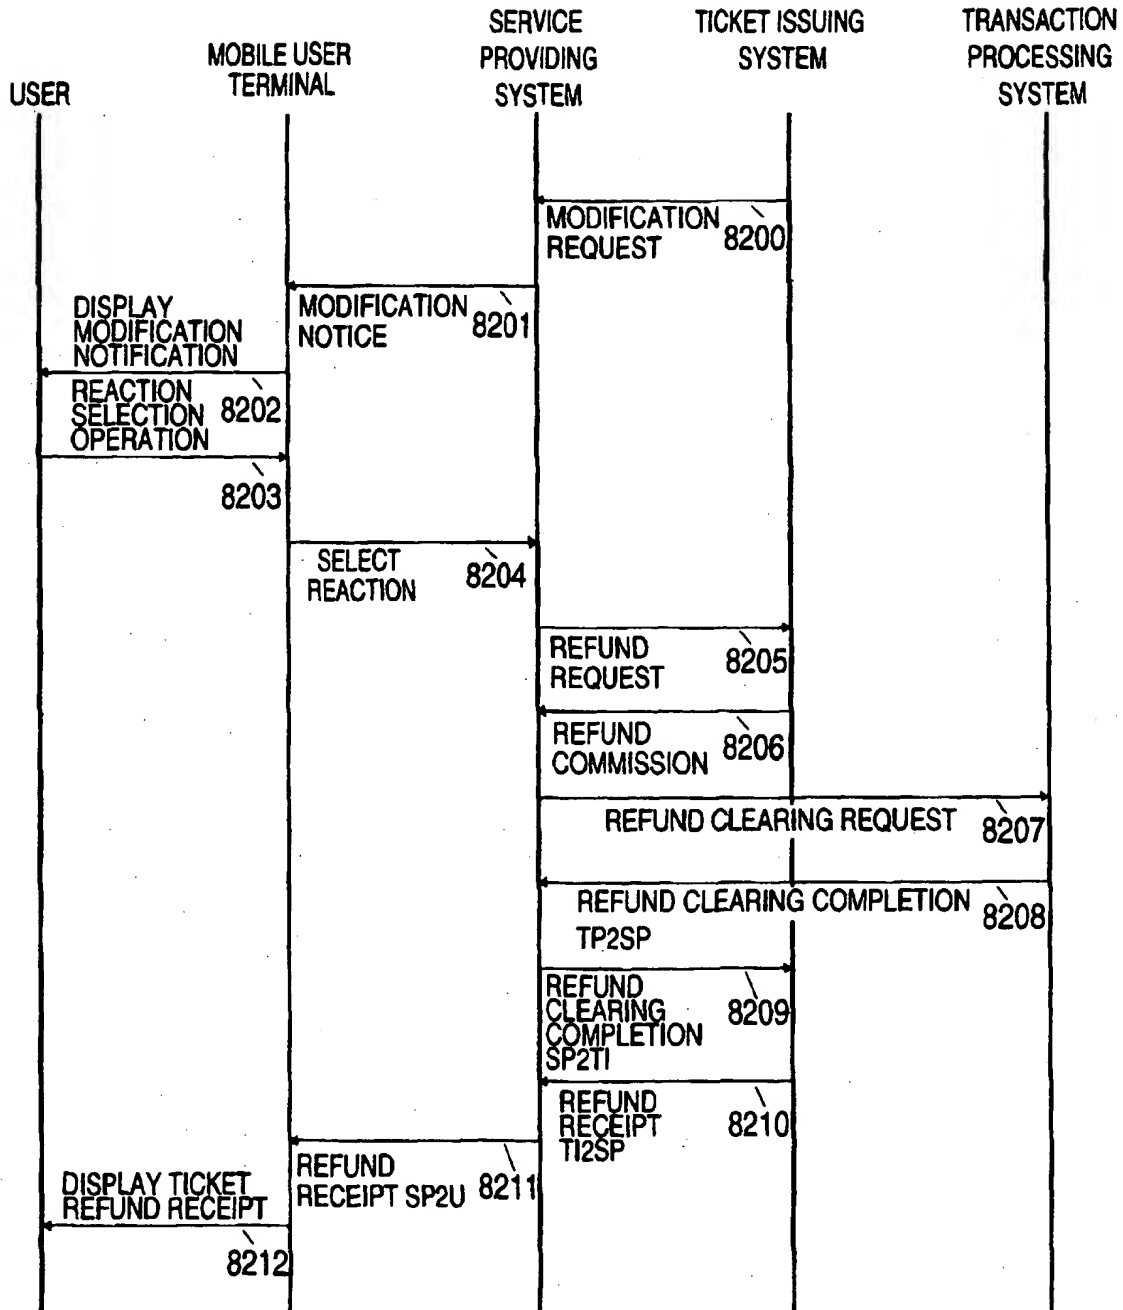 USER
MOBILE USER
TERMINAL
SERVICE
PROVIDING
SYSTEM
TICKET ISSUING
SYSTEM
TRANSACTION
PROCESSING
SYSTEM
MODIFICATION
REQUEST
8200
MODIFICATION
NOTICE
8201
DISPLAY
MODIFICATION
NOTIFICATION
8202
REACTION
SELECTION
OPERATION
8203
SELECT
REACTION
8204
REFUND
REQUEST
8205
REFUND
COMMISSION
8206
REFUND CLEARING REQUEST
8207
REFUND CLEARING COMPLETION
TP2SP
8208
REFUND
CLEARING
COMPLETION
SP2TI
8209
REFUND
RECEIPT
TI2SP
8210
REFUND
RECEIPT SP2U
8211
DISPLAY TICKET
REFUND RECEIPT
8212